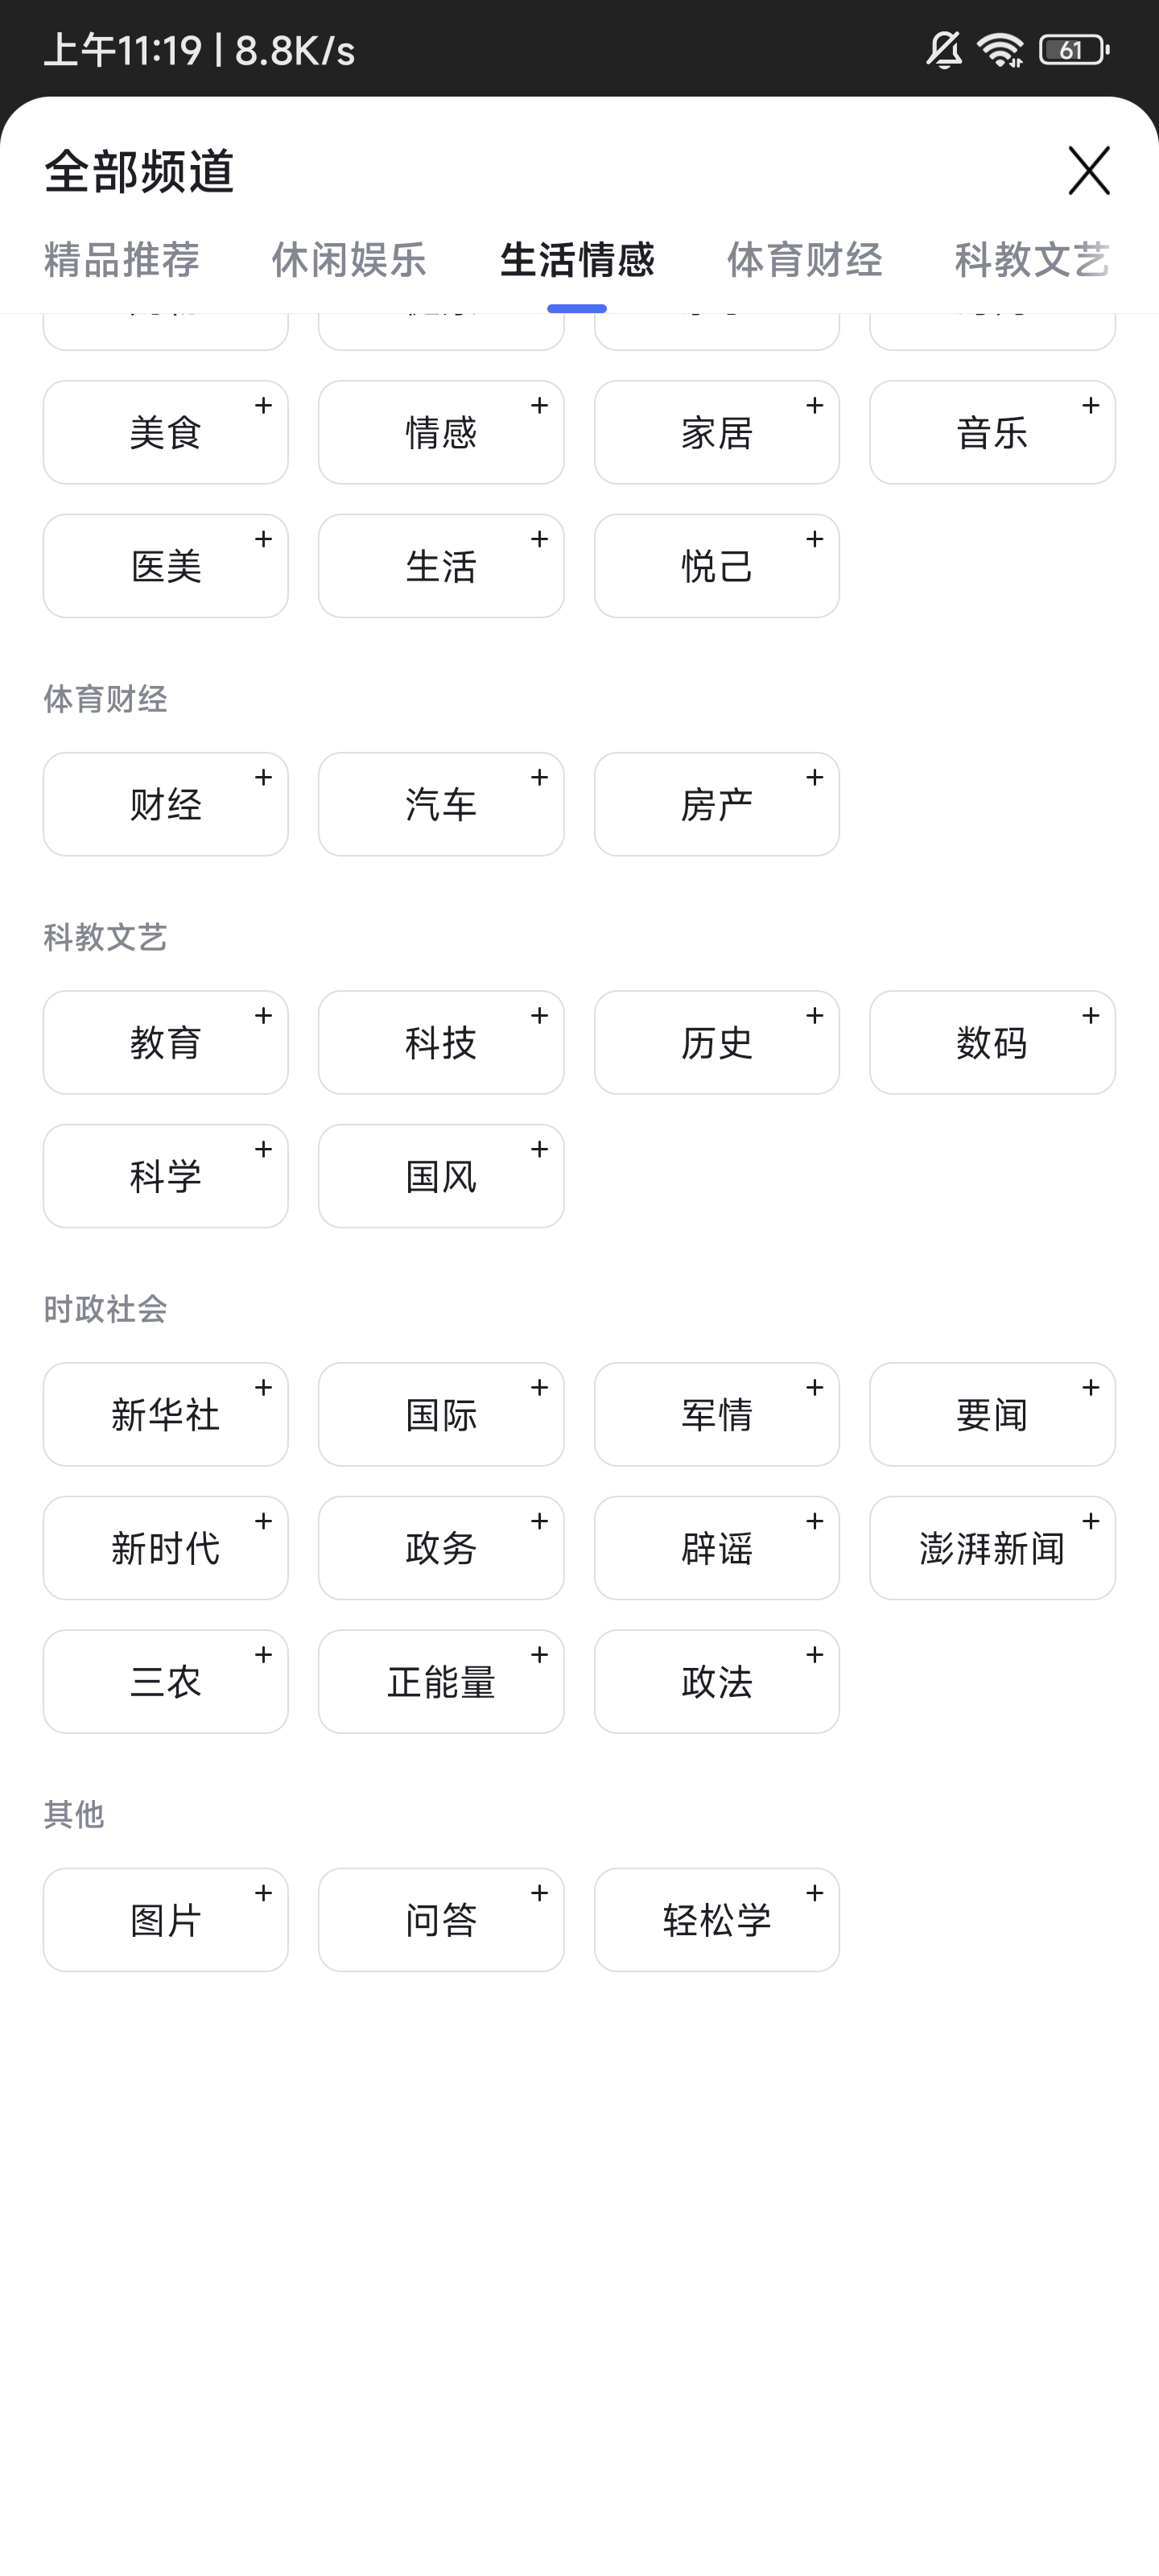 上午11:19 | 8.8K/s 61
全部频道
精品推荐 休闲娱乐 生活情感 体育财经 科教文艺
美食 + 情感 + 家居 + 音乐 +
医美 + 生活 + 悦己 +
体育财经
财经 + 汽车 + 房产 +
科教文艺
教育 + 科技 + 历史 + 数码 +
科学 + 国风 +
时政社会
新华社 + 国际 + 军情 + 要闻 +
新时代 + 政务 + 辟谣 + 澎湃新闻 +
三农 + 正能量 + 政法 +
其他
图片 + 问答 + 轻松学 +